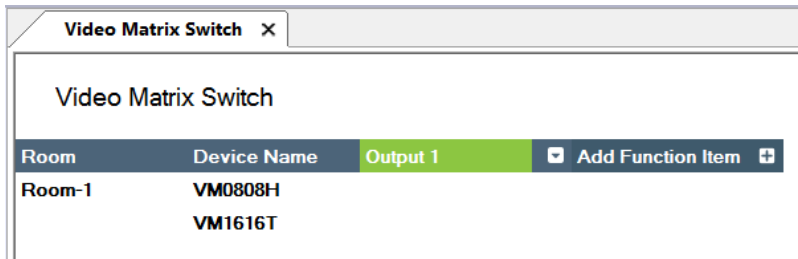 Video Matrix Switch
Video Matrix Switch
Room Device Name Output 1 Add Function Item
Room-1 VM0808H
VM1616T